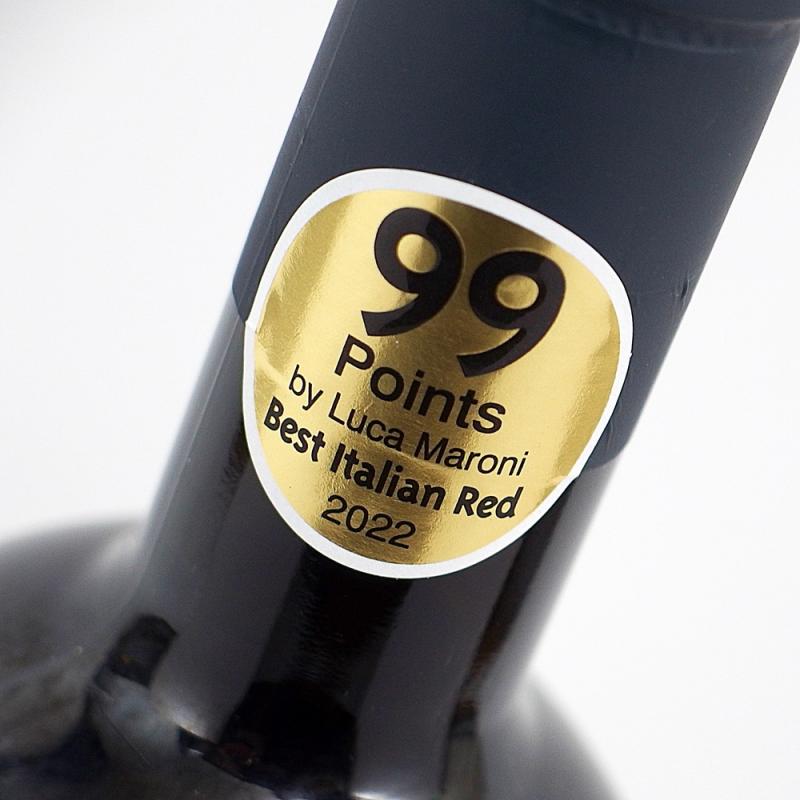 99
Points
by Luca Maroni
Best Italian Red
2022